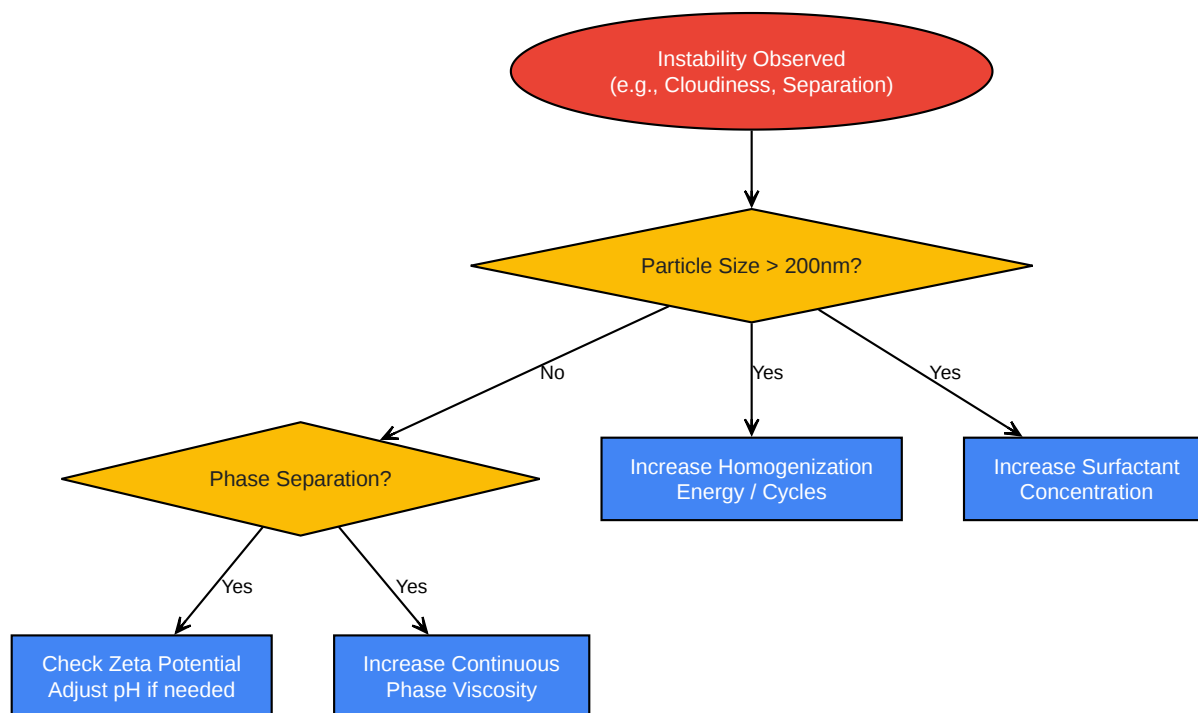 Instability Observed
(e.g., Cloudiness, Separation)
Particle Size > 200nm?
No
Yes
Yes
Phase Separation?
Increase Homogenization
Energy / Cycles
Increase Surfactant
Concentration
Yes
Yes
Check Zeta Potential
Adjust pH if needed
Increase Continuous
Phase Viscosity